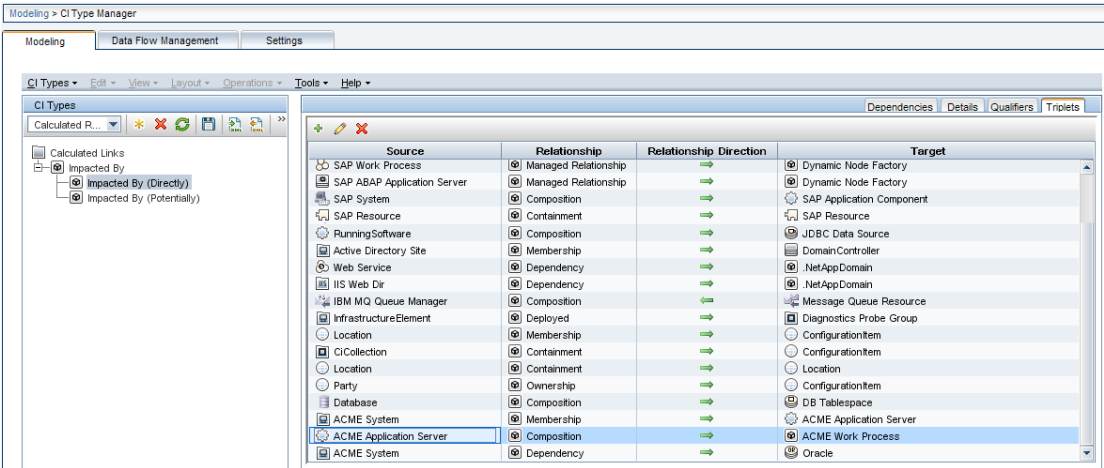 Modeling > CI Type Manager
Modeling Data Flow Management Settings
CI Types Edit View Layout Operations Tools Help
CI Types
Dependencies Details Qualifiers Triplets
Calculated R... »
Calculated Links
Impacted By
Impacted By (Directly)
Impacted By (Potentially)
Source Relationship Relationship Direction Target
SAP Work Process Managed Relationship Dynamic Node Factory
SAP ABAP Application Server Managed Relationship Dynamic Node Factory
SAP System Composition SAP Application Component
SAP Resource Containment SAP Resource
RunningSoftware Composition JDBC Data Source
Active Directory Site Membership DomainController
Web Service Dependency .NetAppDomain
IIS Web Dir Dependency .NetAppDomain
IBM MQ Queue Manager Composition Message Queue Resource
InfrastructureElement Deployed Diagnostics Probe Group
Location Membership ConfigurationItem
CiCollection Containment ConfigurationItem
Location Containment Location
Party Ownership ConfigurationItem
Database Composition DB Tablespace
ACME System Membership ACME Application Server
ACME Application Server Composition ACME Work Process
ACME System Dependency Oracle